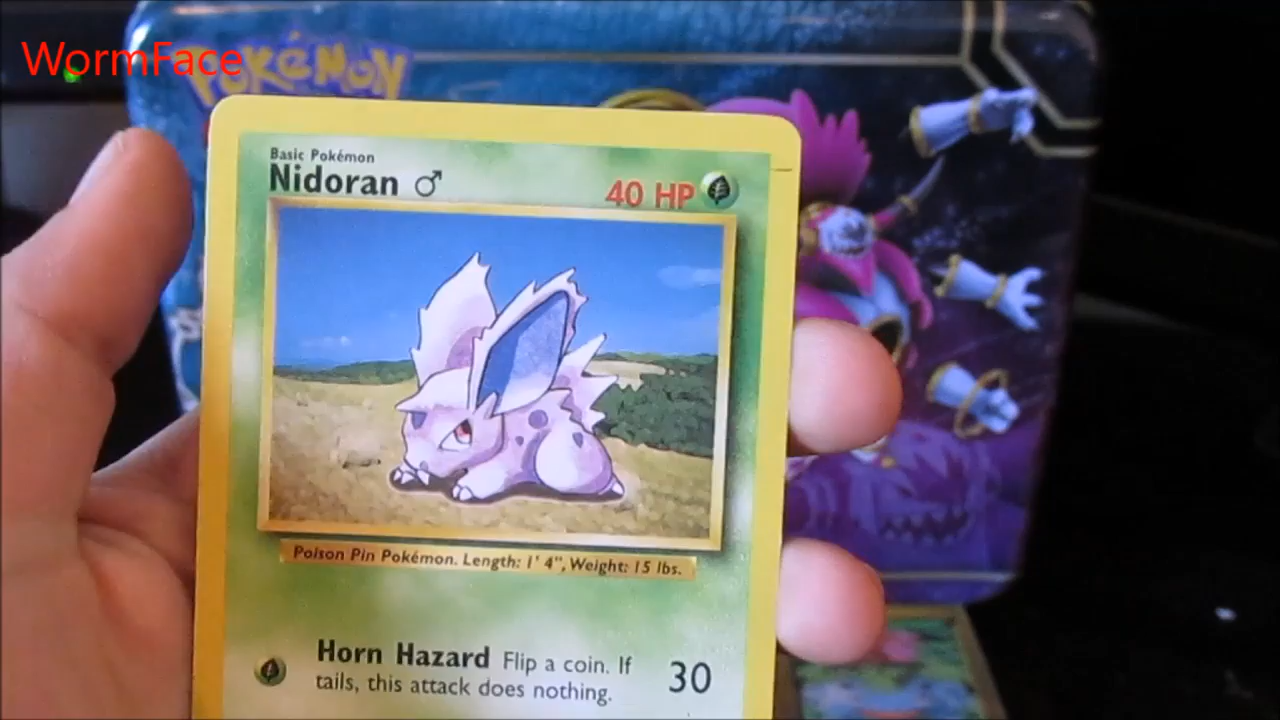 WormFace
POKéMON
Basic Pokémon
Nidoran ♂
40 HP
Poison Pin Pokémon. Length: 1' 4", Weight: 15 lbs.
Horn Hazard Flip a coin. If
tails, this attack does nothing.
30